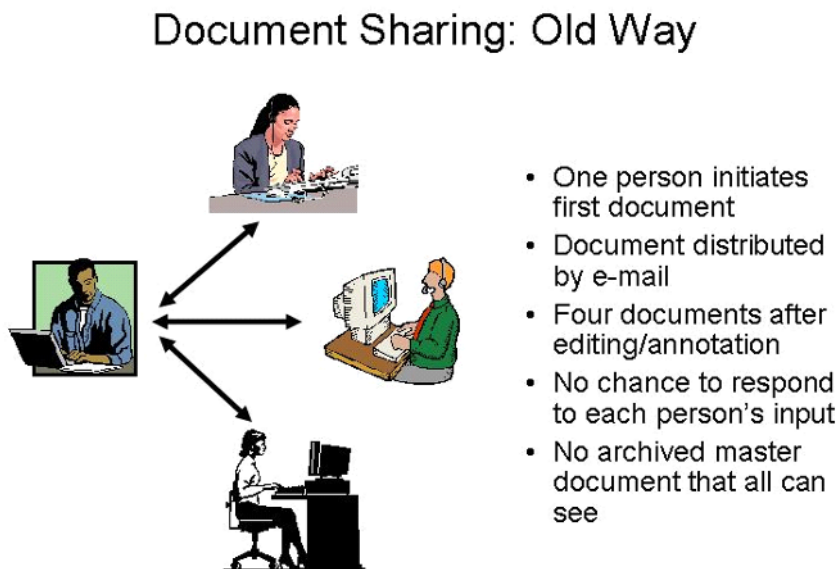 Document Sharing: Old Way
• One person initiates
first document
• Document distributed
by e-mail
• Four documents after
editing/annotation
• No chance to respond
to each person's input
• No archived master
document that all can
see